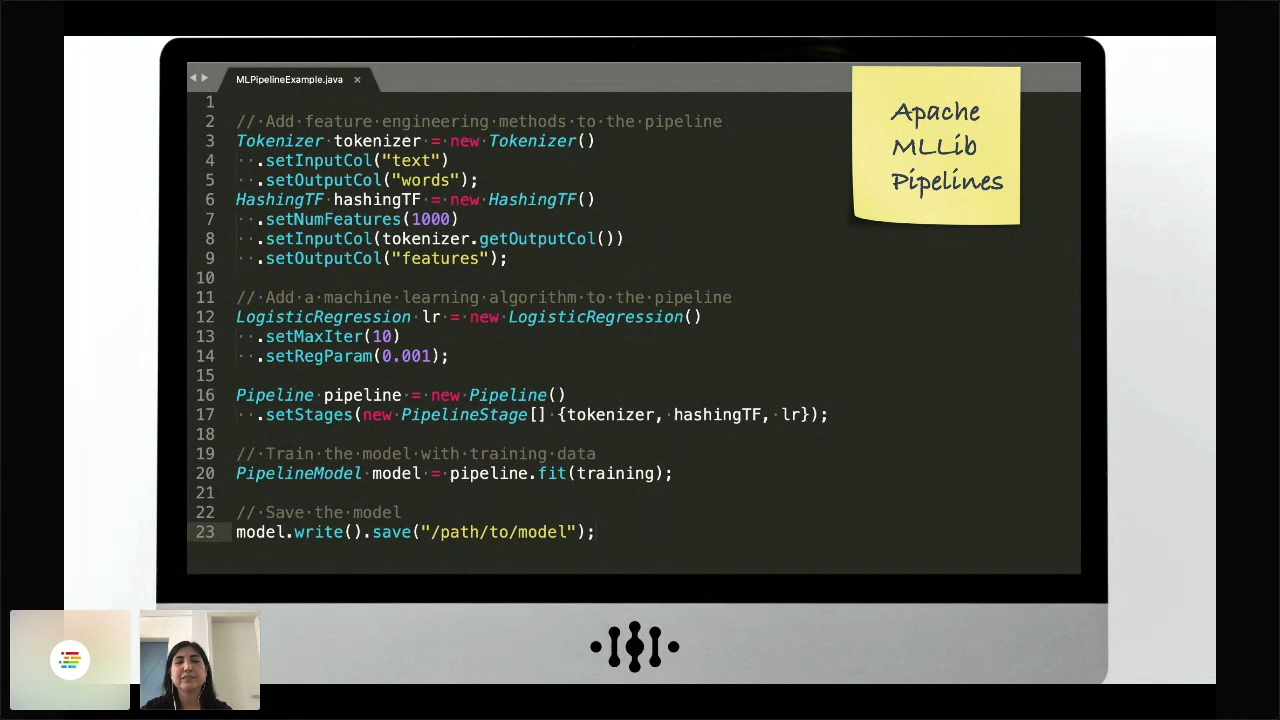 MLPipelineExample.java ×
1
2 // Add feature engineering methods to the pipeline
3 Tokenizer tokenizer = new Tokenizer()
4 .setInputCol("text")
5 .setOutputCol("words");
6 HashingTF hashingTF = new HashingTF()
7 .setNumFeatures(1000)
8 .setInputCol(tokenizer.getOutputCol())
9 .setOutputCol("features");
10
11 // Add a machine learning algorithm to the pipeline
12 LogisticRegression lr = new LogisticRegression()
13 .setMaxIter(10)
14 .setRegParam(0.001);
15
16 Pipeline pipeline = new Pipeline()
17 .setStages(new PipelineStage[] {tokenizer, hashingTF, lr});
18
19 // Train the model with training data
20 PipelineModel model = pipeline.fit(training);
21
22 // Save the model
23 model.write().save("/path/to/model");
Apache
MLLib
Pipelines